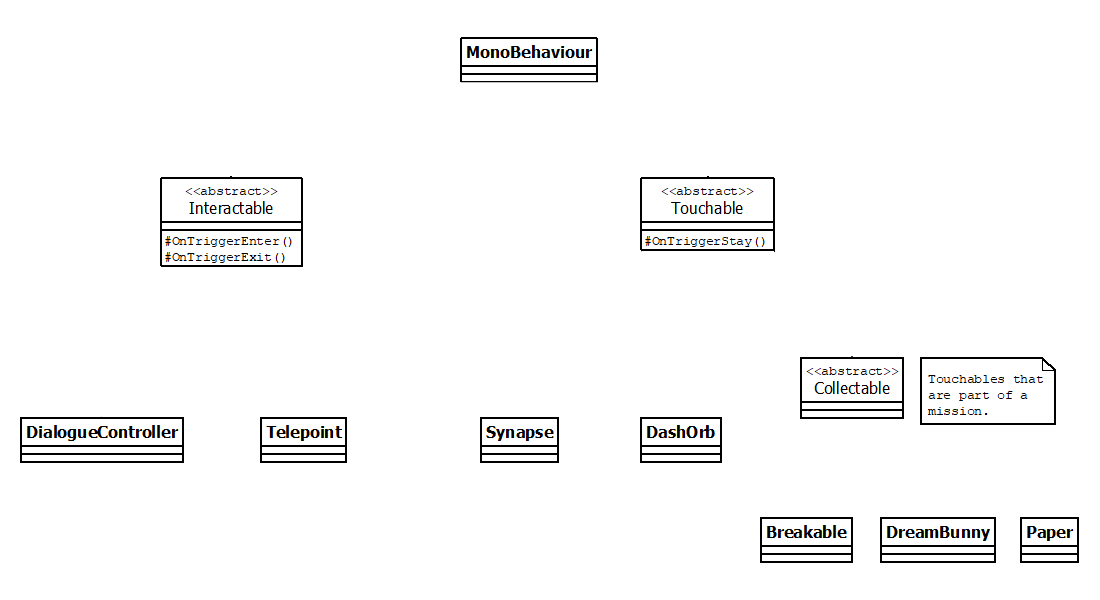 MonoBehaviour
<<abstract>>
Interactable
#OnTriggerEnter()
#OnTriggerExit()
<<abstract>>
Touchable
#OnTriggerStay()
<<abstract>>
Collectable
Touchables that
are part of a
mission.
DialogueController
Telepoint
Synapse
DashOrb
Breakable
DreamBunny
Paper